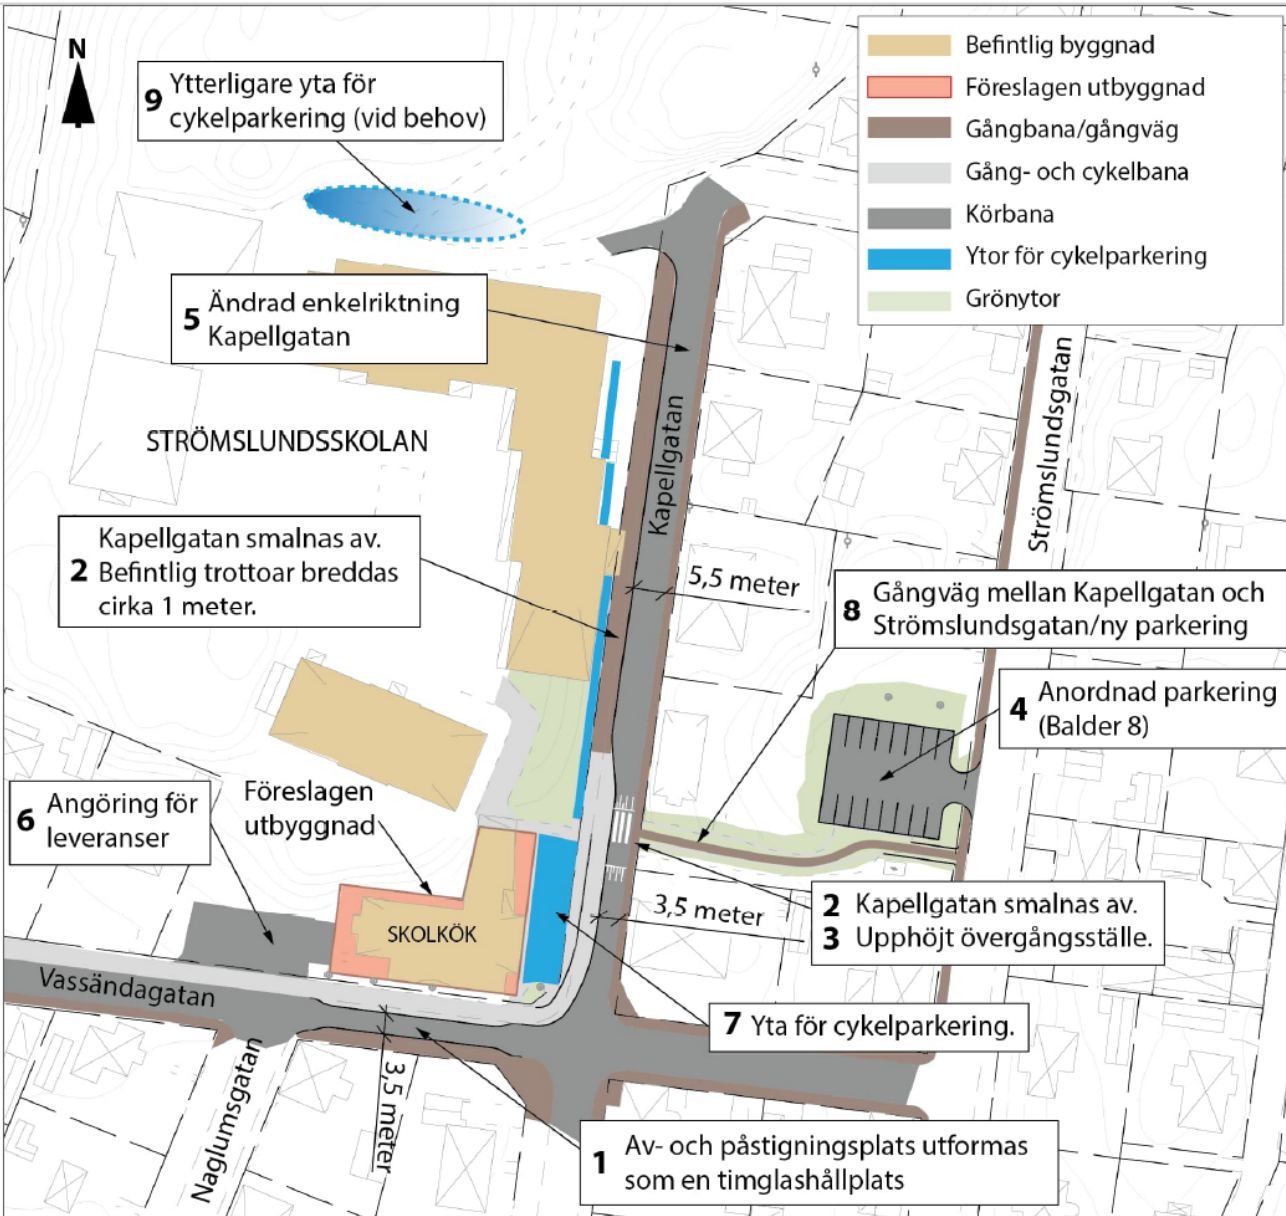 N
9 Ytterligare yta för
cykelparkering (vid behov)
Befintlig byggnad
Föreslagen utbyggnad
Gångbana/gångväg
Gång- och cykelbana
Körbana
Ytor för cykelparkering
Grönytor
5 Ändrad enkelriktning
Kapellgatan
STRÖMSLUNDSSKOLAN
Kapellgatan
Strömslundsgatan
Kapellgatan smalnas av.
2 Befintlig trottoar breddas
cirka 1 meter.
5,5 meter
8 Gångväg mellan Kapellgatan och
Strömslundsgatan/ny parkering
4 Anordnad parkering
(Balder 8)
6 Angöring för
leveranser
Föreslagen
utbyggnad
SKOLKÖK
3,5 meter
2 Kapellgatan smalnas av.
3 Upphöjt övergångsställe.
Vassändagatan
7 Yta för cykelparkering.
Naglumsgatan
3,5 meter
1 Av- och påstigningsplats utformas
som en timglashållplats